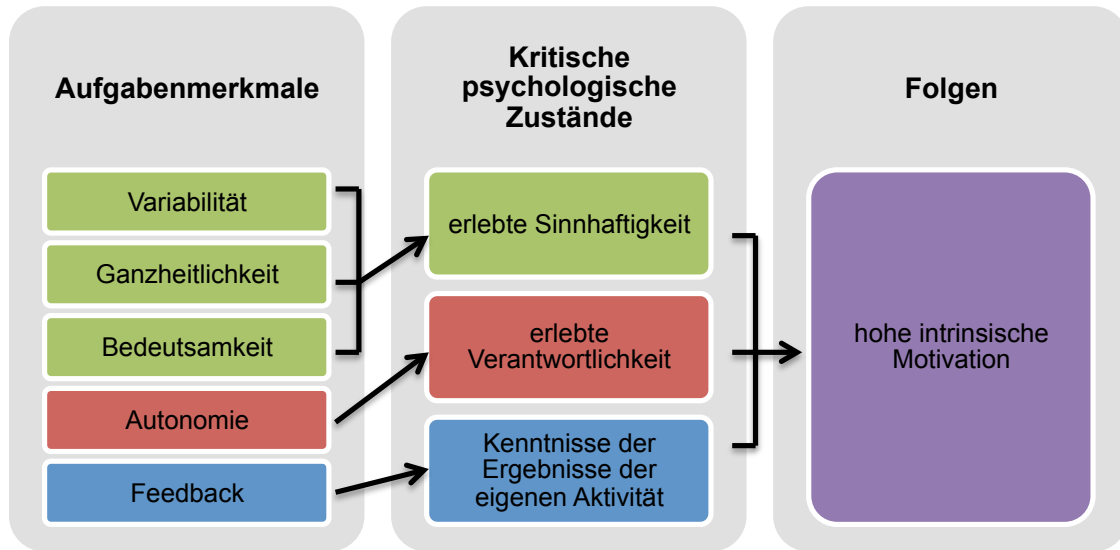 Aufgabenmerkmale
Variabilität
Ganzheitlichkeit
Bedeutsamkeit
Autonomie
Feedback
Kritische
psychologische
Zustände
erlebte Sinnhaftigkeit
erlebte
Verantwortlichkeit
Kenntnisse der
Ergebnisse der
eigenen Aktivität
Folgen
hohe intrinsische
Motivation